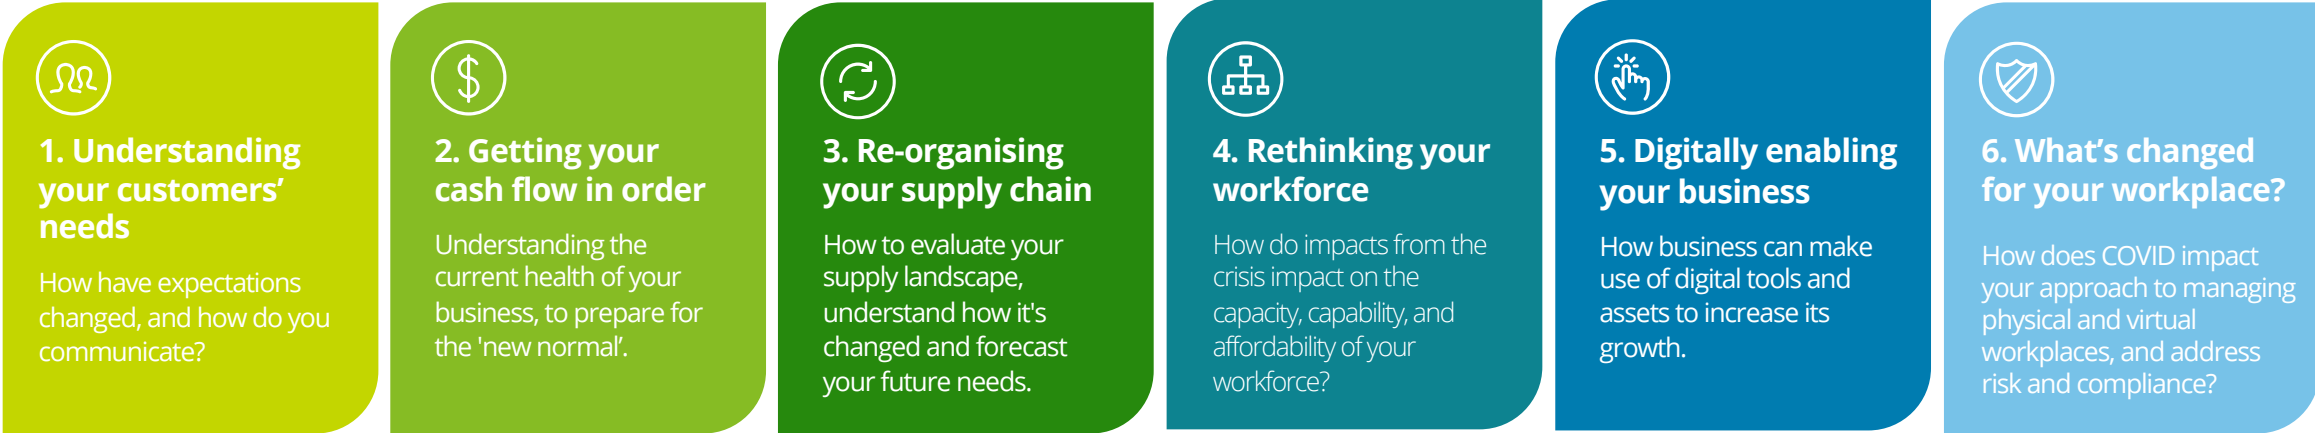 1. Understanding
your customers’
needs
How have expectations
changed, and how do you
communicate?
2. Getting your
cash flow in order
Understanding the
current health of your
business, to prepare for
the 'new normal’.
3. Re-organising
your supply chain
How to evaluate your
supply landscape,
understand how it's
changed and forecast
your future needs.
4. Rethinking your
workforce
How do impacts from the
crisis impact on the
capacity, capability, and
affordability of your
workforce?
5. Digitally enabling
your business
How business can make
use of digital tools and
assets to increase its
growth.
6. What’s changed
for your workplace?
How does COVID impact
your approach to managing
physical and virtual
workplaces, and address
risk and compliance?